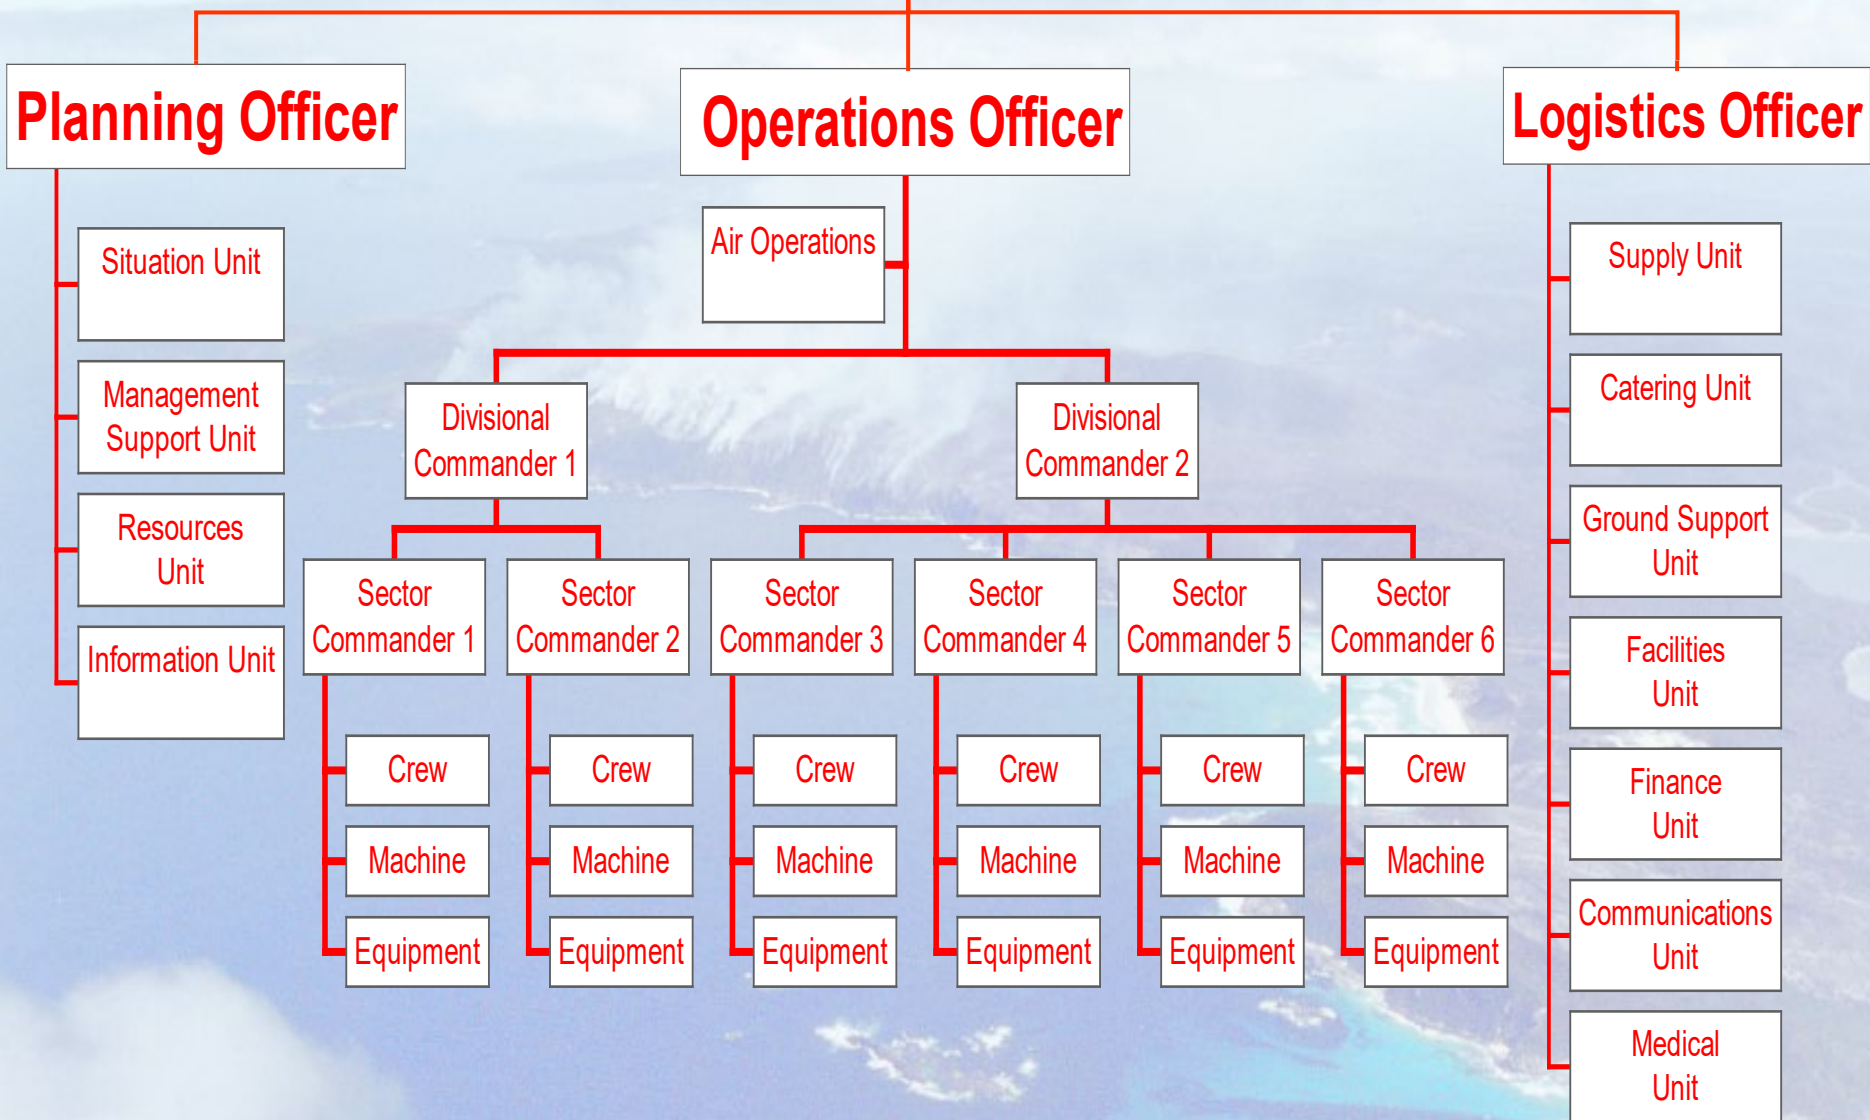 Planning Officer
Operations Officer
Logistics Officer
Situation Unit
Management
Support Unit
Resources
Unit
Information Unit
Air Operations
Divisional
Commander 1
Divisional
Commander 2
Sector
Commander 1
Sector
Commander 2
Sector
Commander 3
Sector
Commander 4
Sector
Commander 5
Sector
Commander 6
Crew
Machine
Equipment
Crew
Machine
Equipment
Crew
Machine
Equipment
Crew
Machine
Equipment
Crew
Machine
Equipment
Crew
Machine
Equipment
Supply Unit
Catering Unit
Ground Support
Unit
Facilities
Unit
Finance
Unit
Communications
Unit
Medical
Unit